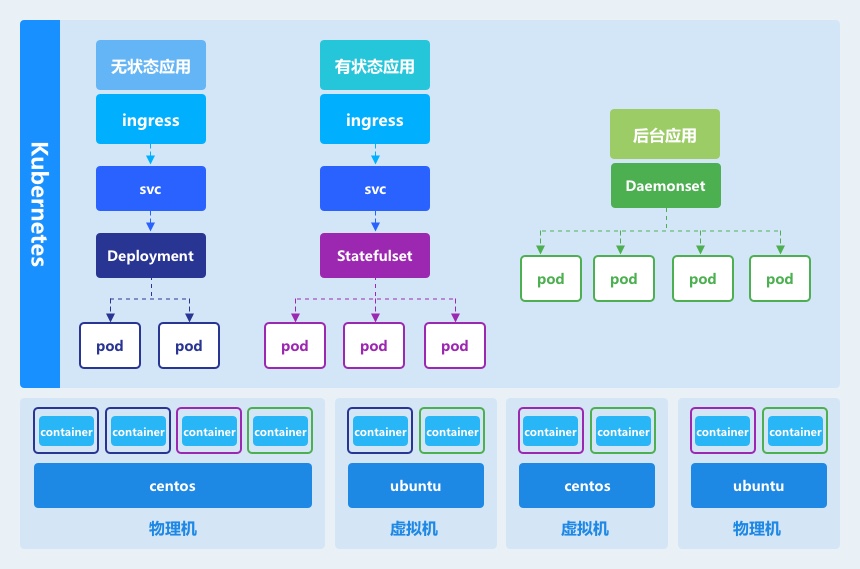 Kubernetes
无状态应用
ingress
svc
Deployment
pod
pod
有状态应用
ingress
svc
Statefulset
pod
pod
pod
后台应用
Daemonset
pod
pod
pod
pod
container
container
container
container
centos
物理机
container
container
ubuntu
虚拟机
container
container
centos
虚拟机
container
container
ubuntu
物理机